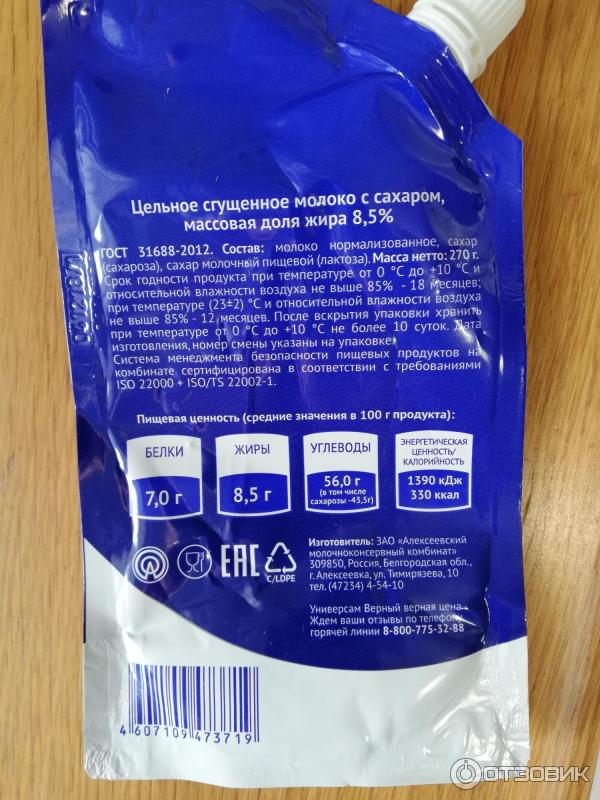 Цельное сгущенное молоко с сахаром,
массовая доля жира 8,5%
ГОСТ 31688-2012. Состав: молоко нормализованное, сахар
(сахароза), сахар молочный пищевой (лактоза). Масса нетто: 270 г.
Срок годности продукта при температуре от 0 °С до +10 °С и
относительной влажности воздуха не выше 85% - 18 месяцев;
при температуре (23±2) °С и относительной влажности воздуха
не выше 85% - 12 месяцев. После вскрытия упаковки хранить
при температуре от 0 °С до +10 °С не более 10 суток. Дата
изготовления, номер смены указаны на упаковке.
Система менеджмента безопасности пищевых продуктов на
комбинате сертифицирована в соответствии с требованиями
ISO 22000 + ISO/TS 22002-1.
Пищевая ценность (средние значения в 100 г продукта):
БЕЛКИ
7,0 г
ЖИРЫ
8,5 г
УГЛЕВОДЫ
56,0 г
(в том числе
сахарозы -43,5г)
ЭНЕРГЕТИЧЕСКАЯ
ЦЕННОСТЬ/
КАЛОРИЙНОСТЬ
1390 кДж
330 ккал
EAC
C/LDPE
Изготовитель: ЗАО «Алексеевский
молочноконсервный комбинат»
309850, Россия, Белгородская обл.,
г. Алексеевка, ул. Тимирязева, 10
тел. (47234) 4-54-10
Универсам Верный верная цена
Ждем ваши отзывы по телефону
горячей линии 8-800-775-32-88
4 607109 473719
ОТЗОВИК